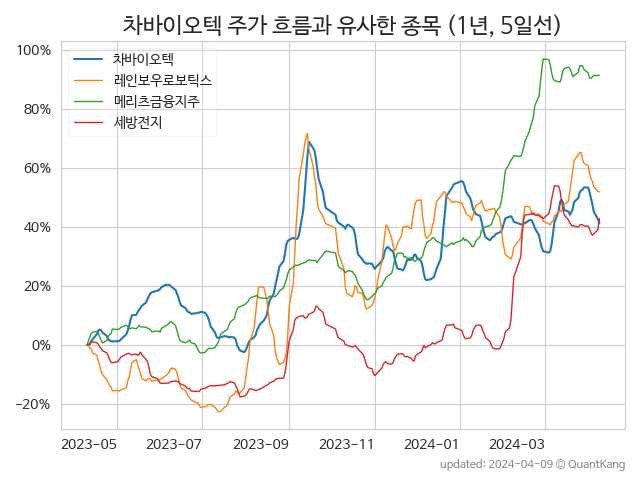 차바이오텍 주가 흐름과 유사한 종목 (1년, 5일선)
차바이오텍
레인보우로보틱스
메리츠금융지주
세방전지
100%
80%
60%
40%
20%
0%
−20%
2023-05 2023-07 2023-09 2023-11 2024-01 2024-03
updated: 2024-04-09 © QuantKang